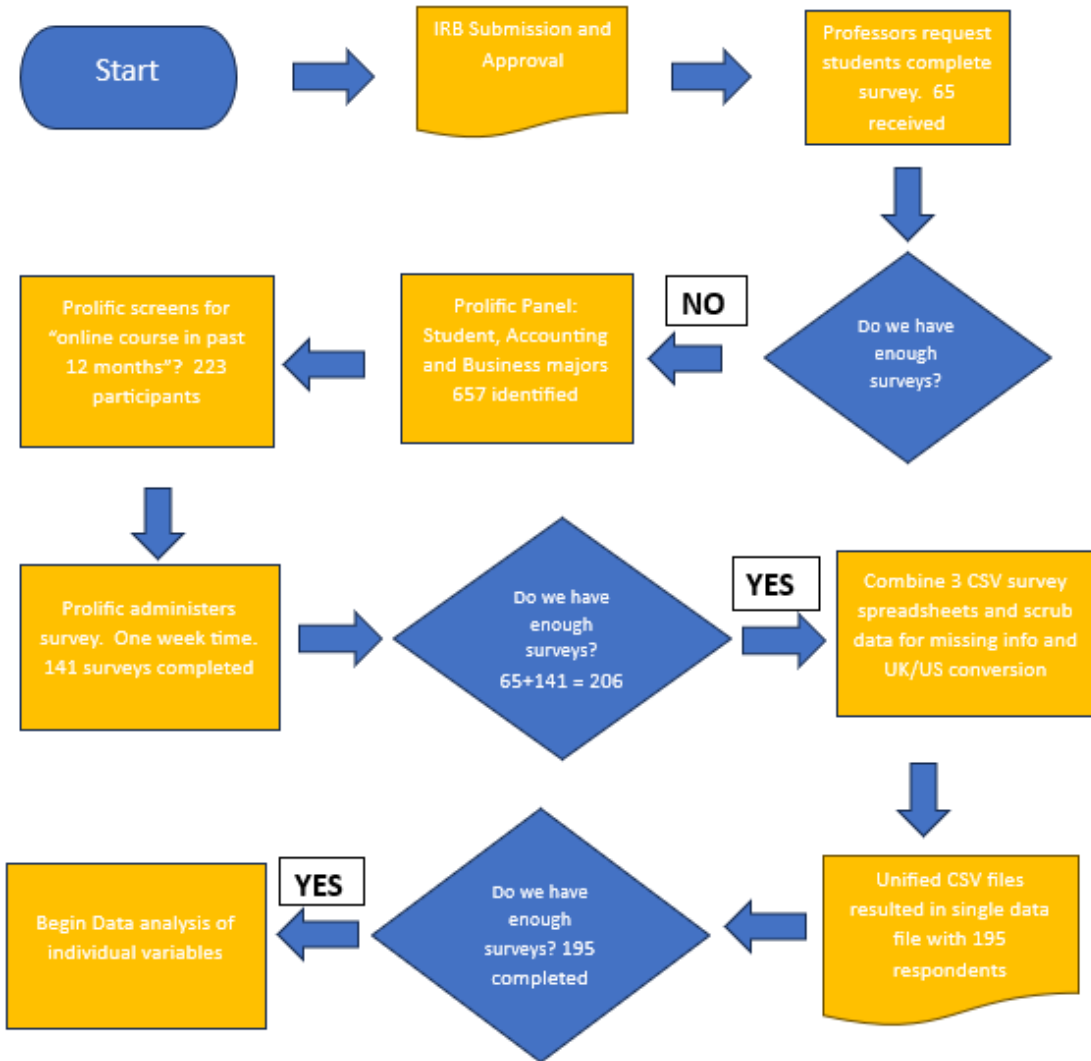 Start
IRB Submission and
Approval
Professors request
students complete
survey.  65
received
Do we have
enough
surveys?
NO
Prolific Panel:
Student, Accounting
and Business majors
657 identified
Prolific screens for
“online course in past
12 months”?  223
participants
Prolific administers
survey.  One week time.
141 surveys completed
Do we have
enough
surveys?
65+141 = 206
YES
Combine 3 CSV survey
spreadsheets and scrub
data for missing info and
UK/US conversion
Unified CSV files
resulted in single data
file with 195
respondents
Do we have
enough
surveys? 195
completed
YES
Begin Data analysis of
individual variables